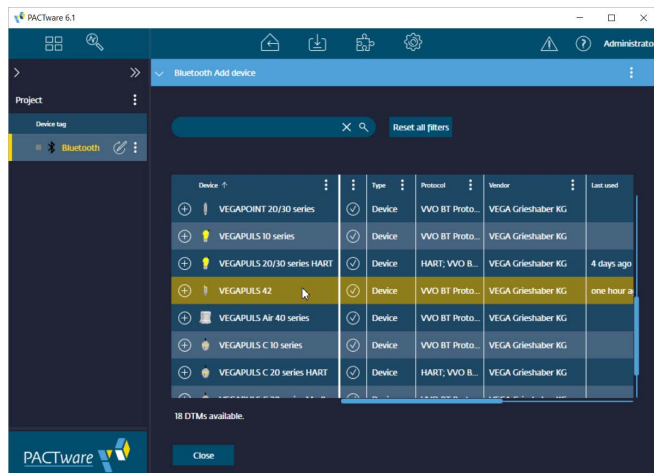 PACTware 6.1
Administrato
Bluetooth Add device
Project
Device tag
Bluetooth
Reset all filters
Device Type Protocol Vendor Last used
VEGAPOINT 20/30 series Device VVO BT Proto... VEGA Grieshaber KG
VEGAPULS 10 series Device VVO BT Proto... VEGA Grieshaber KG
VEGAPULS 20/30 series HART Device HART; VVO B... VEGA Grieshaber KG 4 days ago
VEGAPULS 42 Device VVO BT Proto... VEGA Grieshaber KG one hour a
VEGAPULS Air 40 series Device VVO BT Proto... VEGA Grieshaber KG
VEGAPULS C 10 series Device VVO BT Proto... VEGA Grieshaber KG
VEGAPULS C 20 series HART Device HART; VVO B... VEGA Grieshaber KG
18 DTMs available.
Close
PACTware